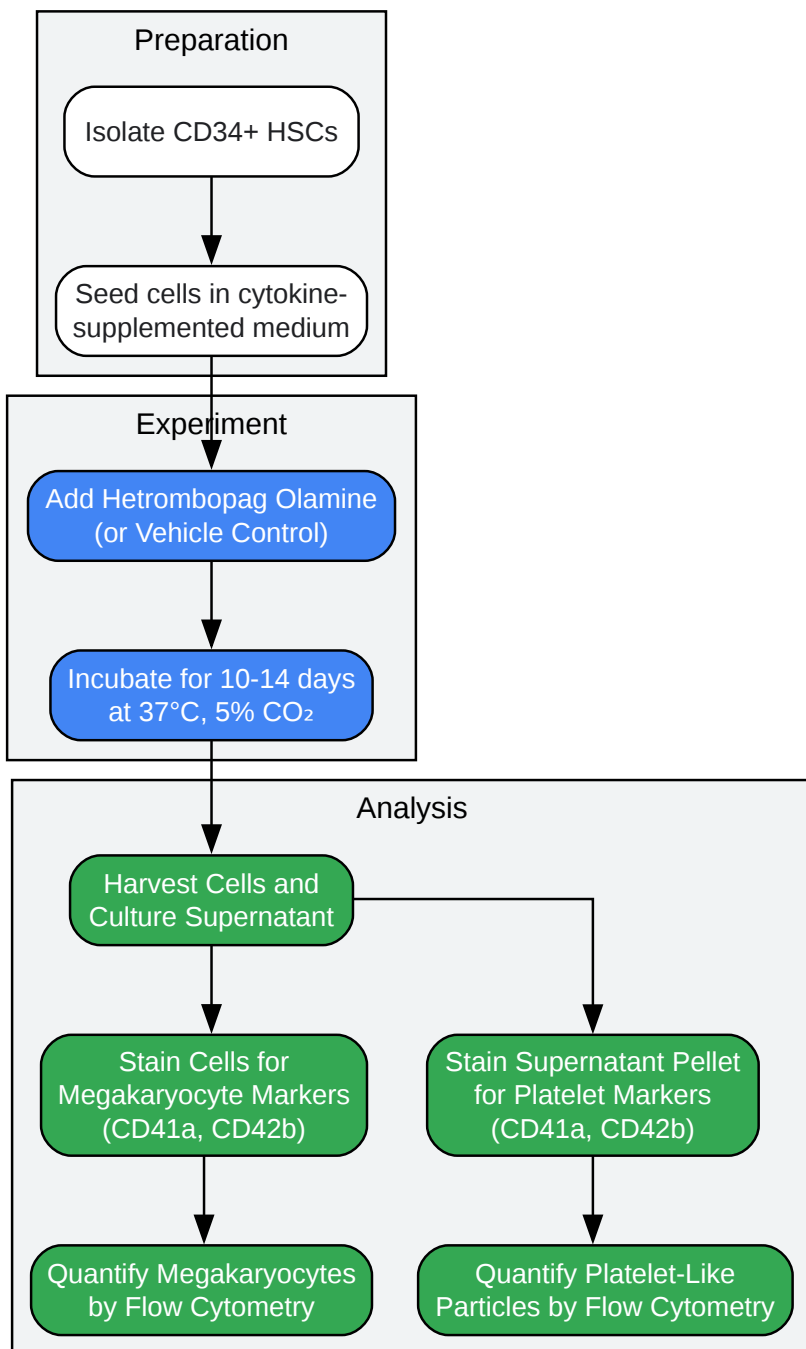 Preparation
Isolate CD34+ HSCs
Seed cells in cytokine-
supplemented medium
Experiment
Add Hetrombopag Olamine
(or Vehicle Control)
Incubate for 10-14 days
at 37°C, 5% CO₂
Analysis
Harvest Cells and
Culture Supernatant
Stain Cells for
Megakaryocyte Markers
(CD41a, CD42b)
Stain Supernatant Pellet
for Platelet Markers
(CD41a, CD42b)
Quantify Megakaryocytes
by Flow Cytometry
Quantify Platelet-Like
Particles by Flow Cytometry